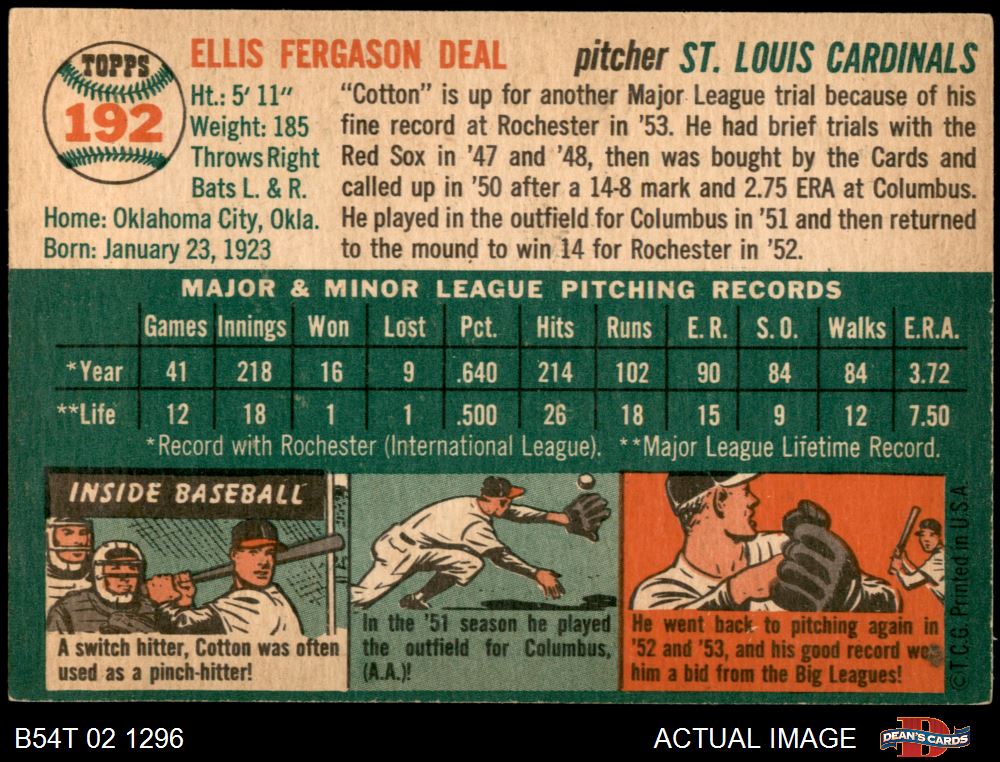 TOPPS
192
ELLIS FERGASON DEAL
pitcher ST. LOUIS CARDINALS
Ht.: 5' 11"
Weight: 185
Throws Right
Bats L. & R.
Home: Oklahoma City, Okla.
Born: January 23, 1923
"Cotton" is up for another Major League trial because of his
fine record at Rochester in '53. He had brief trials with the
Red Sox in '47 and '48, then was bought by the Cards and
called up in '50 after a 14-8 mark and 2.75 ERA at Columbus.
He played in the outfield for Columbus in '51 and then returned
to the mound to win 14 for Rochester in '52.
MAJOR & MINOR LEAGUE PITCHING RECORDS
Games Innings Won Lost Pct. Hits Runs E.R. S.O. Walks E.R.A.
*Year 41 218 16 9 .640 214 102 90 84 84 3.72
**Life 12 18 1 1 .500 26 18 15 9 12 7.50
*Record with Rochester (International League). **Major League Lifetime Record.
INSIDE BASEBALL
A switch hitter, Cotton was often
used as a pinch-hitter!
In the '51 season he played
the outfield for Columbus,
(A.A.)!
He went back to pitching again in
'52 and '53, and his good record won
him a bid from the Big Leagues!
©T.C.G. Printed in U.S.A.
B54T 02 1296
ACTUAL IMAGE
D
DEAN'S CARDS